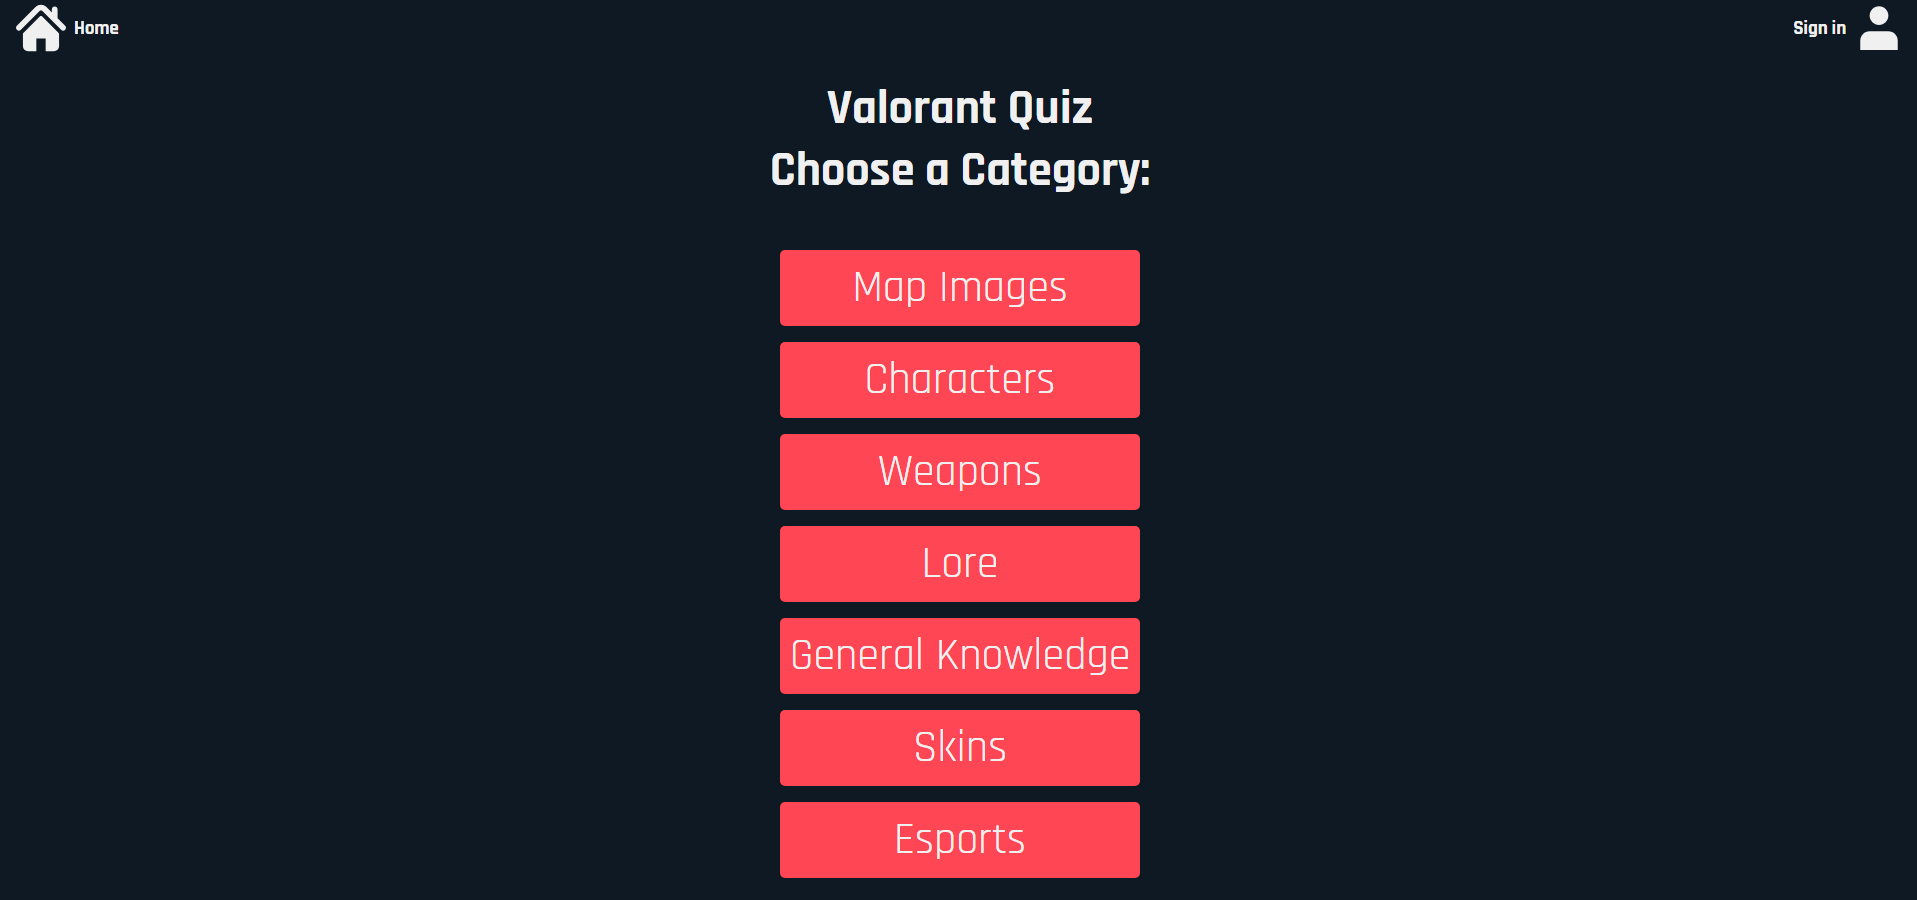 Home
Sign in
Valorant Quiz
Choose a Category:
Map Images
Characters
Weapons
Lore
General Knowledge
Skins
Esports